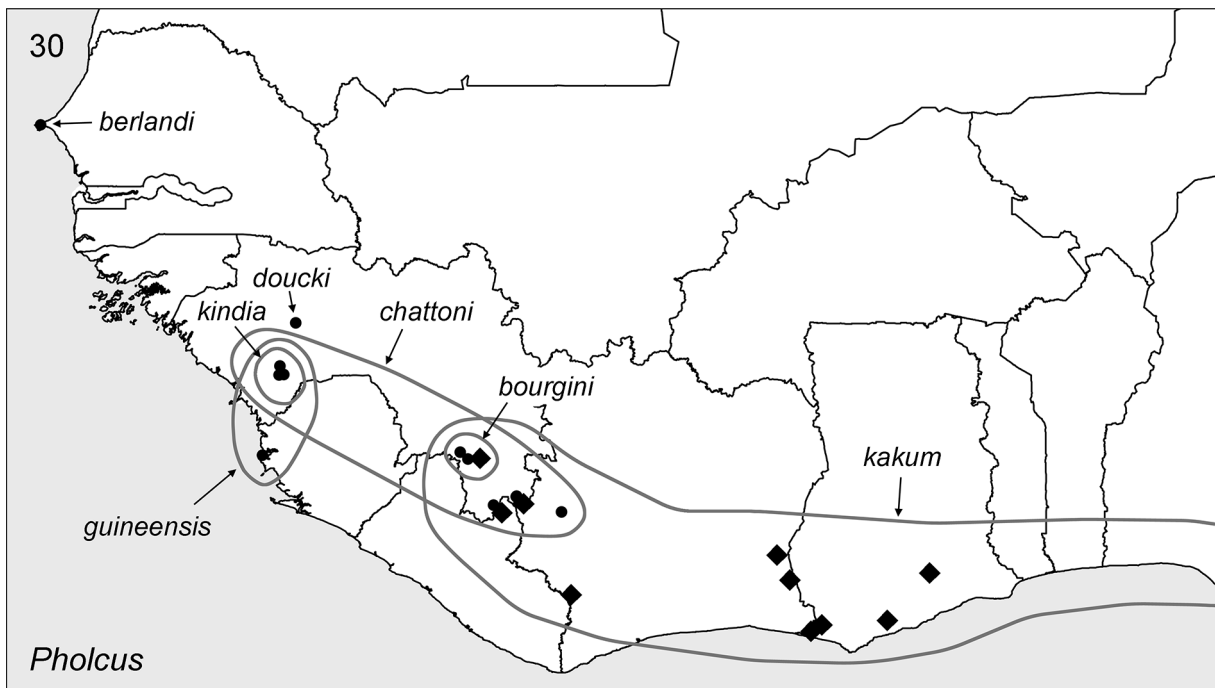 30
berlandi
doucki
kindia
chattoni
bourgini
kakum
guineensis
Pholcus